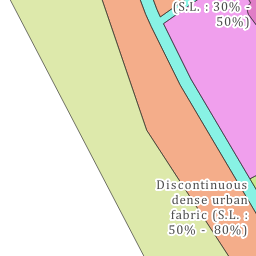 (S.L. : 30% -
50%)
Discontinuous
dense urban
fabric (S.L. :
50% - 80%)